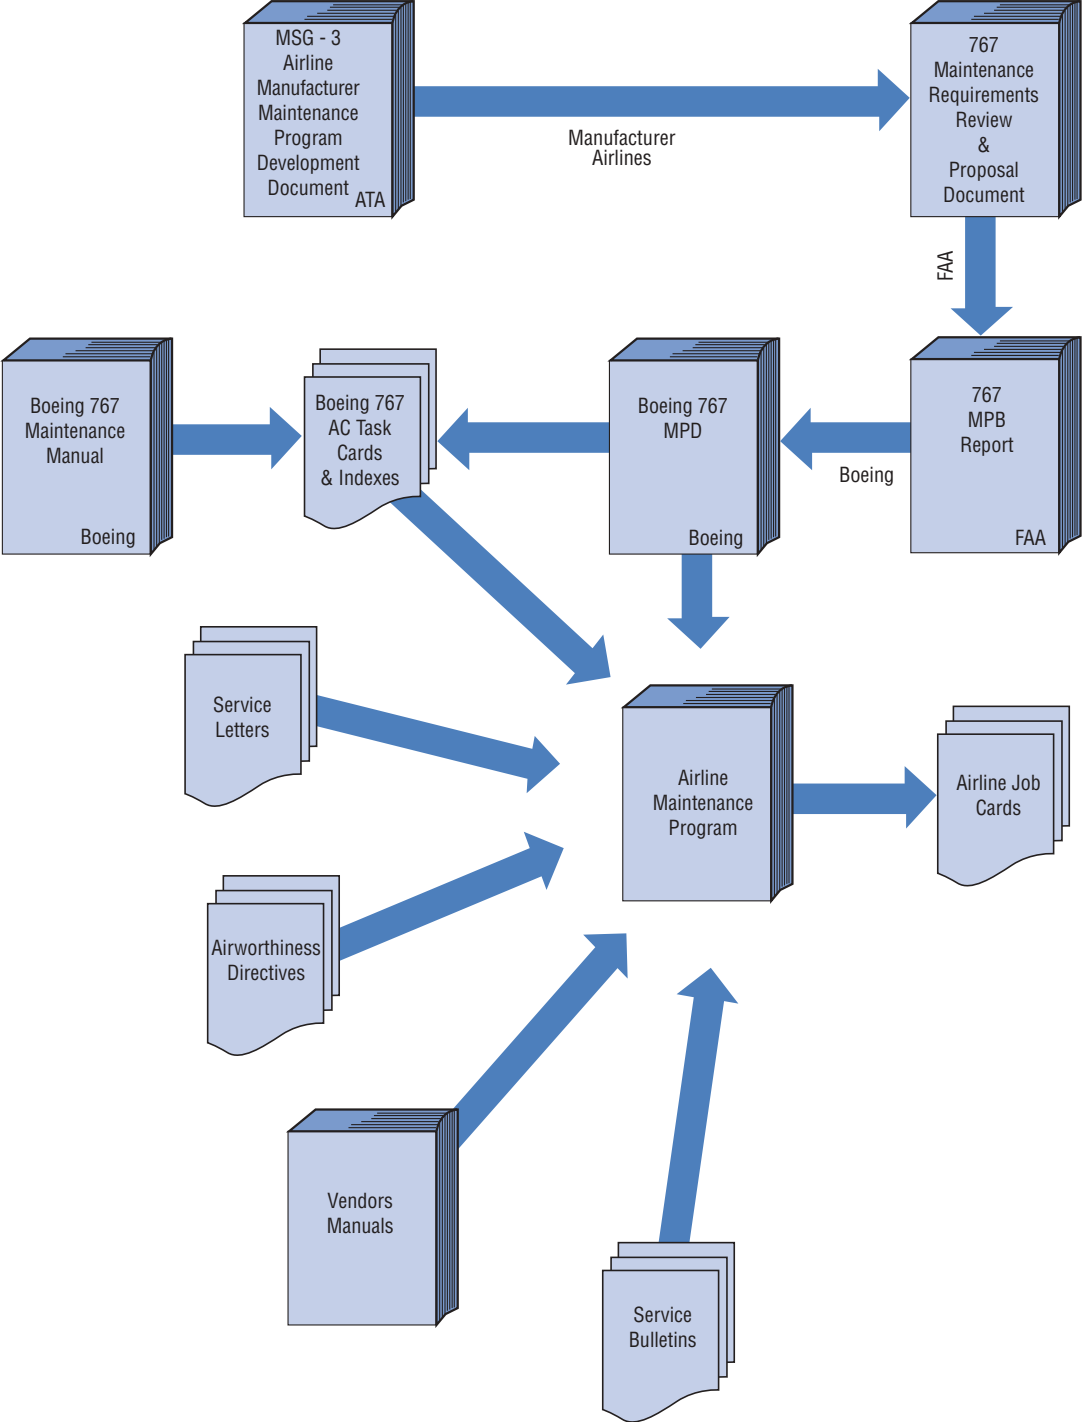 MSG - 3
Airline
Manufacturer
Maintenance
Program
Development
Document
ATA
Manufacturer
Airlines
767
Maintenance
Requirements
Review
&
Proposal
Document
FAA
Boeing 767
Maintenance
Manual
Boeing
Boeing 767
AC Task
Cards
& Indexes
Boeing 767
MPD
Boeing
Boeing
767
MPB
Report
FAA
Service
Letters
Airline
Maintenance
Program
Airline Job
Cards
Airworthiness
Directives
Vendors
Manuals
Service
Bulletins